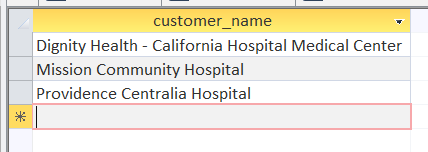 customer_name
Dignity Health - California Hospital Medical Center
Mission Community Hospital
Providence Centralia Hospital